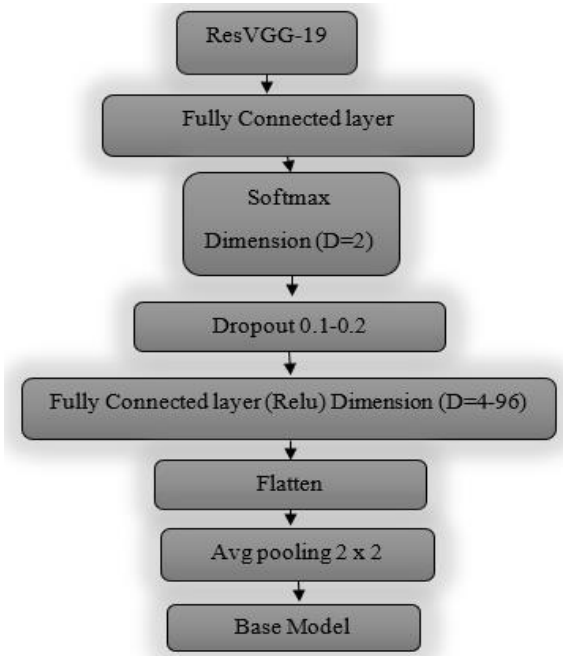 ResVGG-19
Fully Connected layer
Softmax
Dimension (D=2)
Dropout 0.1-0.2
Fully Connected layer (Relu) Dimension (D=4-96)
Flatten
Avg pooling 2 x 2
Base Model